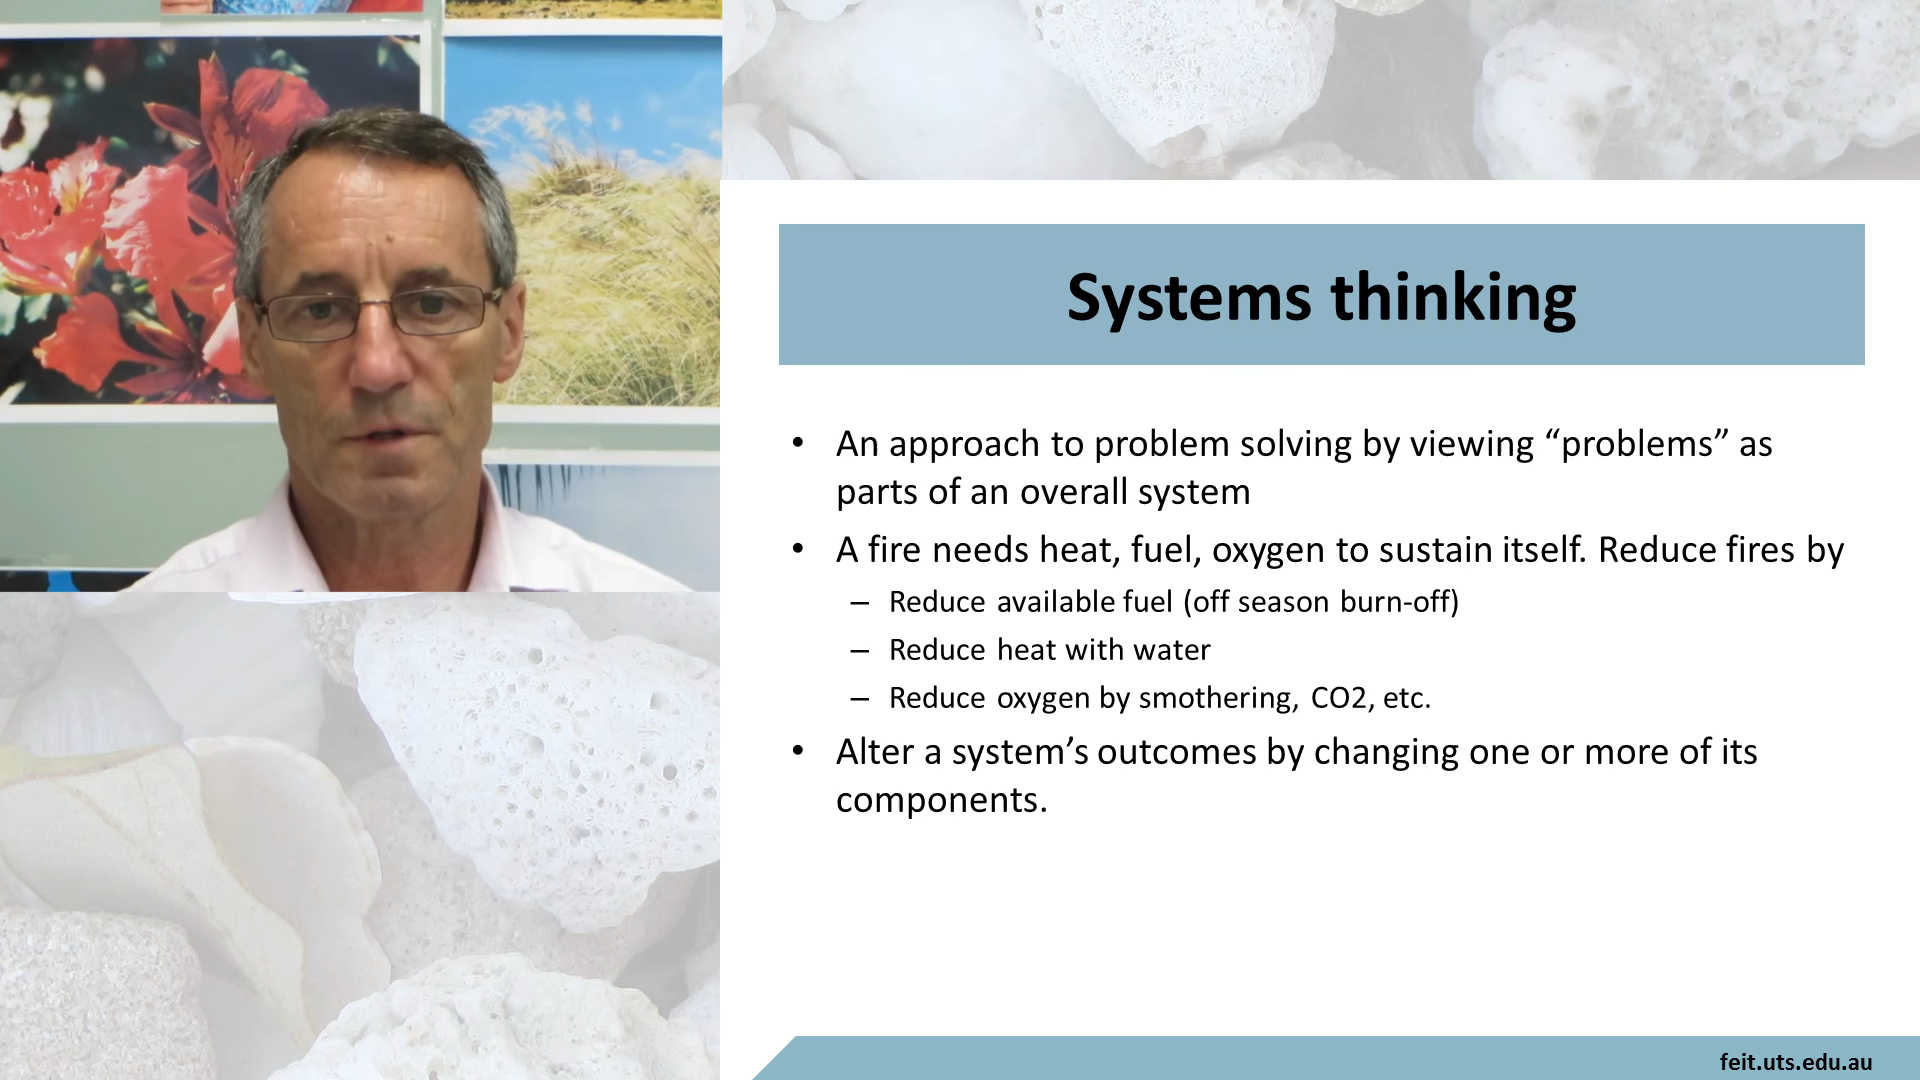 Systems thinking
• An approach to problem solving by viewing “problems” as
parts of an overall system
• A fire needs heat, fuel, oxygen to sustain itself. Reduce fires by
– Reduce available fuel (off season burn-off)
– Reduce heat with water
– Reduce oxygen by smothering, CO2, etc.
• Alter a system’s outcomes by changing one or more of its
components.
feit.uts.edu.au